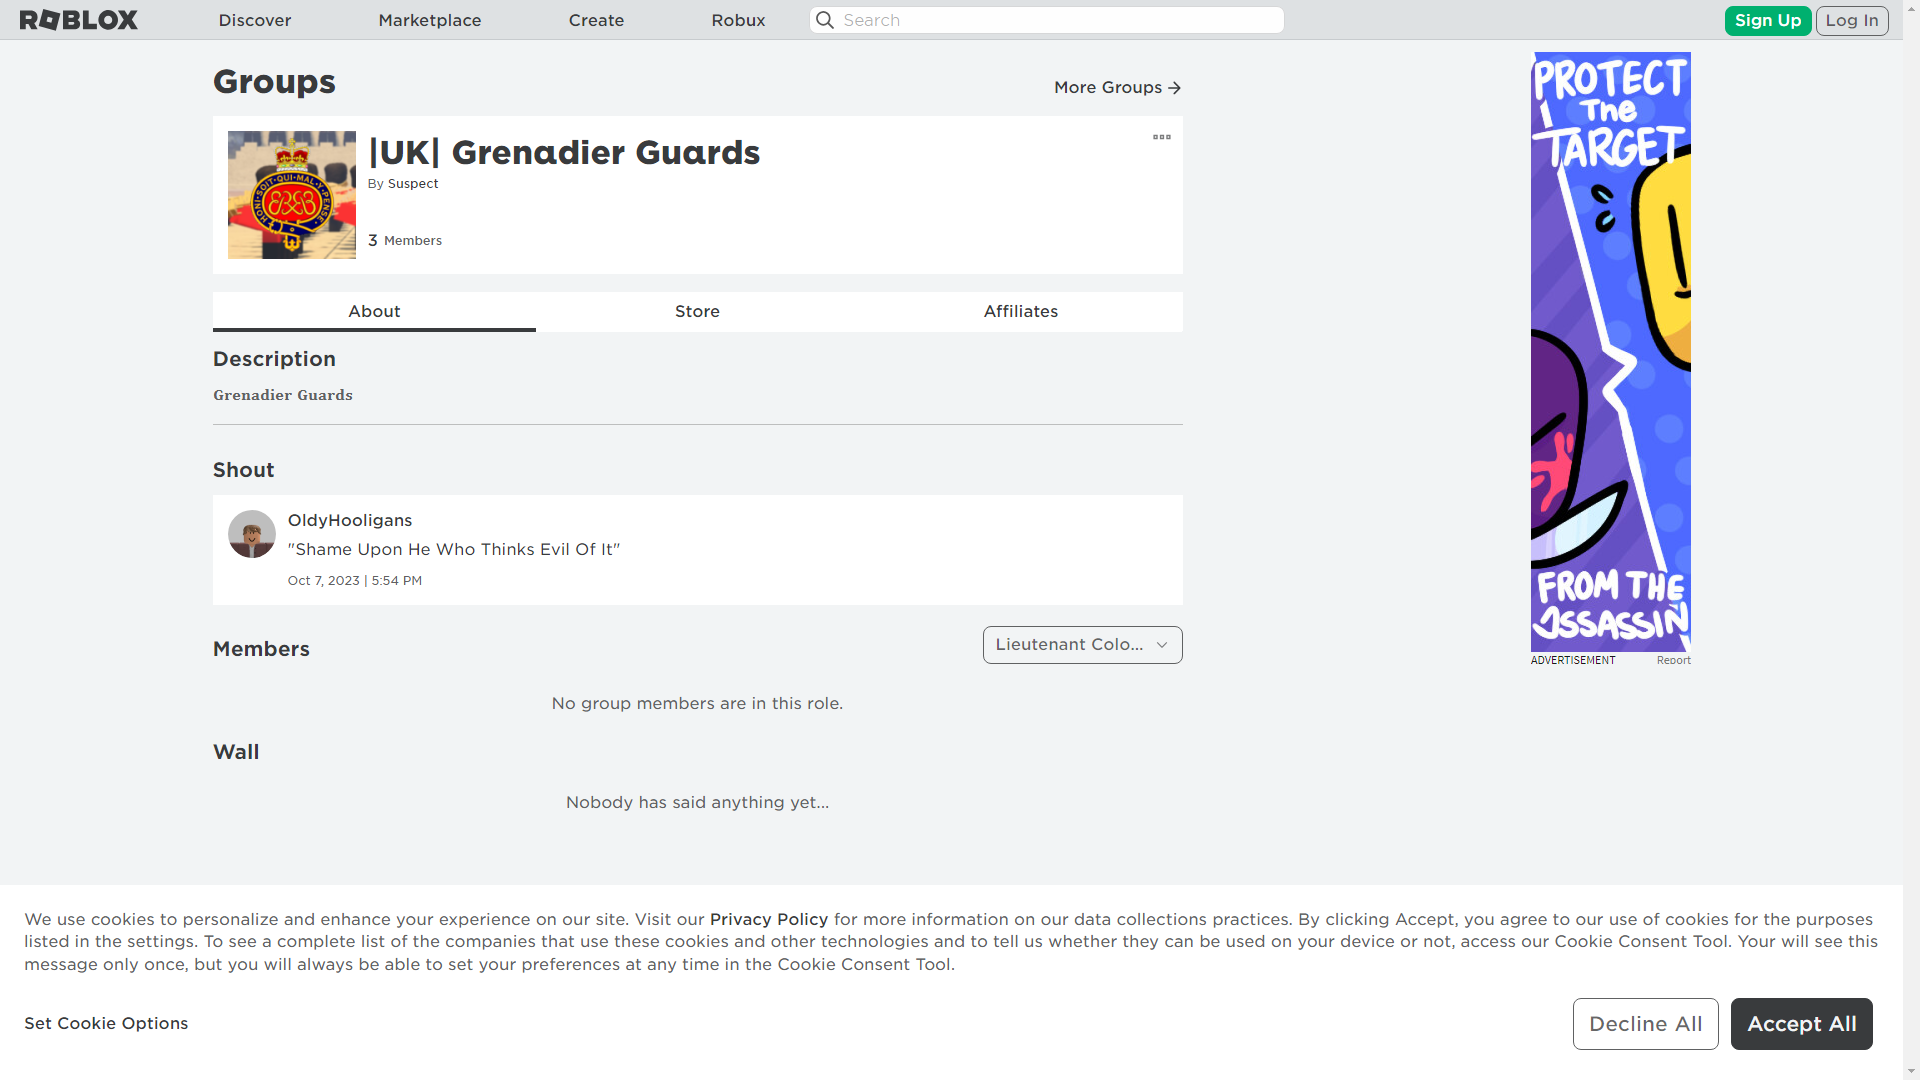 ROBLOX
Discover
Marketplace
Create
Robux
Search
Sign Up
Log In
Groups
More Groups
|UK| Grenadier Guards
By Suspect
3 Members
HONI·SOIT·QUI·MAL·Y·PENSE
About
Store
Affiliates
Description
𝐆𝐫𝐞𝐧𝐚𝐝𝐢𝐞𝐫 𝐆𝐮𝐚𝐫𝐝𝐬
Shout
OldyHooligans
"Shame Upon He Who Thinks Evil Of It"
Oct 7, 2023 | 5:54 PM
Members
Lieutenant Colo...
No group members are in this role.
Wall
Nobody has said anything yet...
PROTECT
The
TARGET
FROM THE
ASSASSIN
ADVERTISEMENT
Report
We use cookies to personalize and enhance your experience on our site. Visit our Privacy Policy for more information on our data collections practices. By clicking Accept, you agree to our use of cookies for the purposes
listed in the settings. To see a complete list of the companies that use these cookies and other technologies and to tell us whether they can be used on your device or not, access our Cookie Consent Tool. Your will see this
message only once, but you will always be able to set your preferences at any time in the Cookie Consent Tool.
Set Cookie Options
Decline All
Accept All